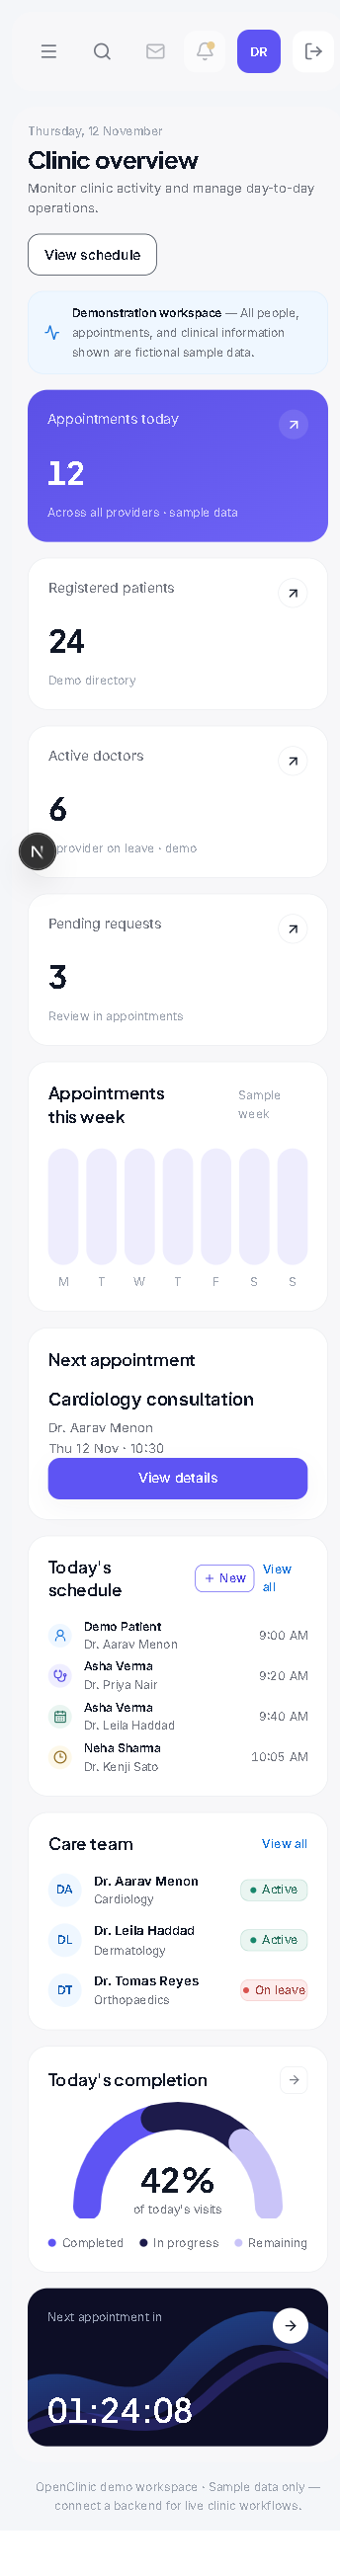 DR
Thursday, 12 November
Clinic overview
Monitor clinic activity and manage day-to-day
operations.
View schedule
Demonstration workspace — All people,
appointments, and clinical information
shown are fictional sample data.
Appointments today
12
Across all providers · sample data
Registered patients
24
Demo directory
Active doctors
6
N
provider on leave · demo
Pending requests
3
Review in appointments
Appointments
this week
Sample
week
M T W T F S S
Next appointment
Cardiology consultation
Dr. Aarav Menon
Thu 12 Nov · 10:30
View details
Today's
schedule
+ New
View
all
Demo Patient
Dr. Aarav Menon
9:00 AM
Asha Verma
Dr. Priya Nair
9:20 AM
Asha Verma
Dr. Leila Haddad
9:40 AM
Neha Sharma
Dr. Kenji Sato
10:05 AM
Care team
View all
DA
Dr. Aarav Menon
Cardiology
Active
DL
Dr. Leila Haddad
Dermatology
Active
DT
Dr. Tomas Reyes
Orthopaedics
On leave
Today's completion
42%
of today's visits
Completed
In progress
Remaining
Next appointment in
01:24:08
OpenClinic demo workspace · Sample data only —
connect a backend for live clinic workflows.